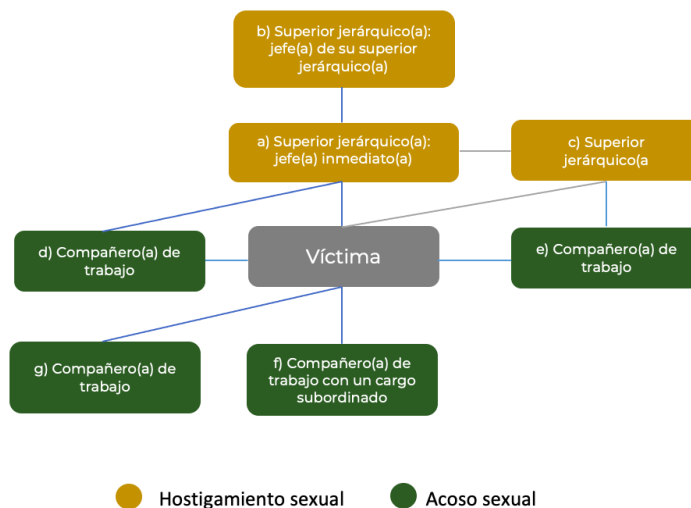 b) Superior jerárquico(a):
jefe(a) de su superior
jerárquico(a)
a) Superior jerárquico(a):
jefe(a) inmediato(a)
c) Superior
jerárquico(a
d) Compañero(a) de
trabajo
Víctima
e) Compañero(a) de
trabajo
g) Compañero(a) de
trabajo
f) Compañero(a) de
trabajo con un cargo
subordinado
Hostigamiento sexual
Acoso sexual